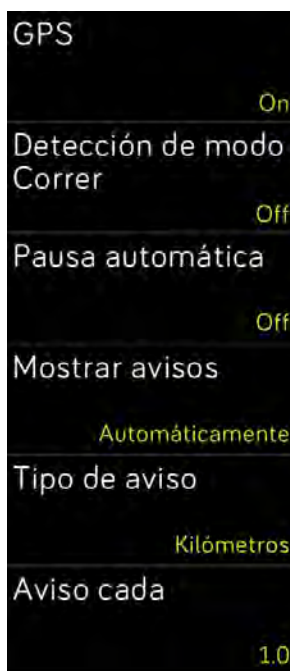 GPS
On
Detección de modo
Correr
Off
Pausa automática
Off
Mostrar avisos
Automáticamente
Tipo de aviso
Kilómetros
Aviso cada
1.0